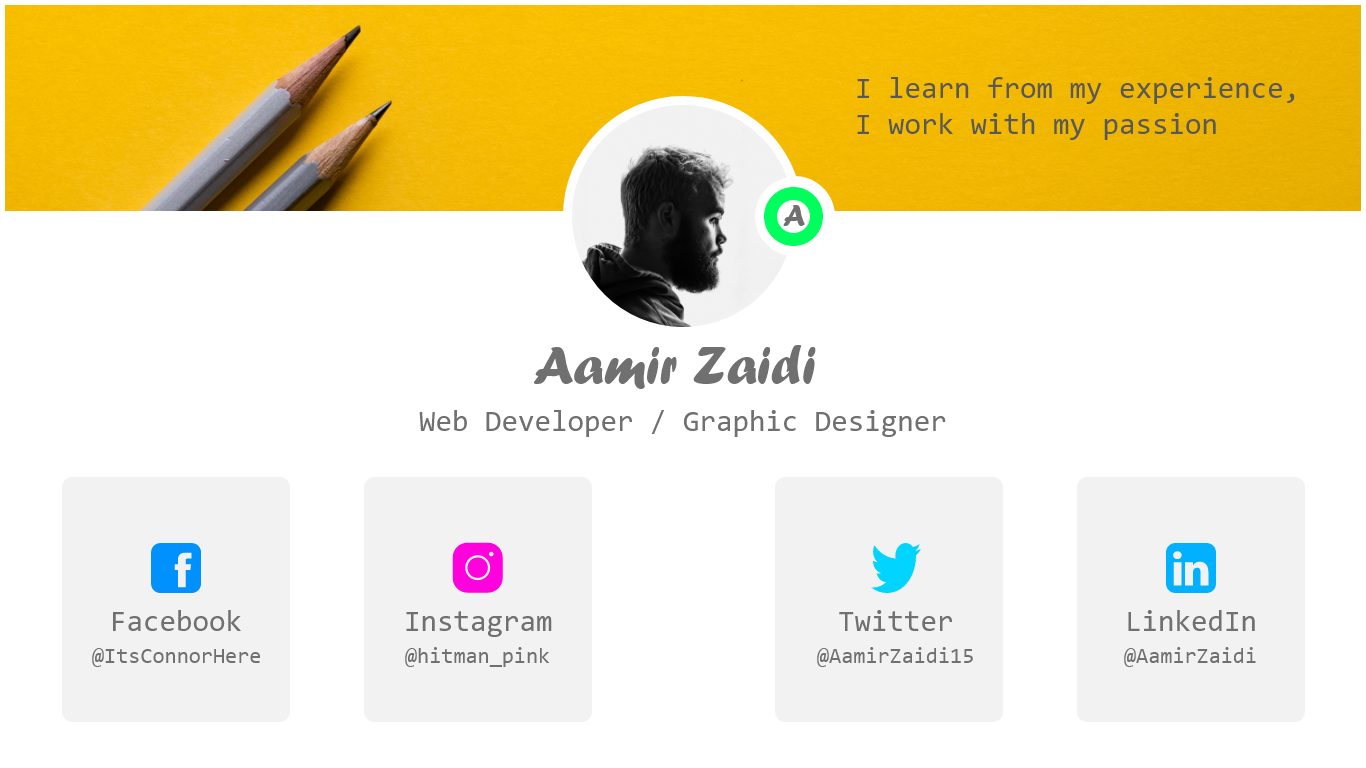 I learn from my experience,
I work with my passion
A
Aamir Zaidi
Web Developer / Graphic Designer
Facebook
@ItsConnorHere
Instagram
@hitman_pink
Twitter
@AamirZaidi15
LinkedIn
@AamirZaidi